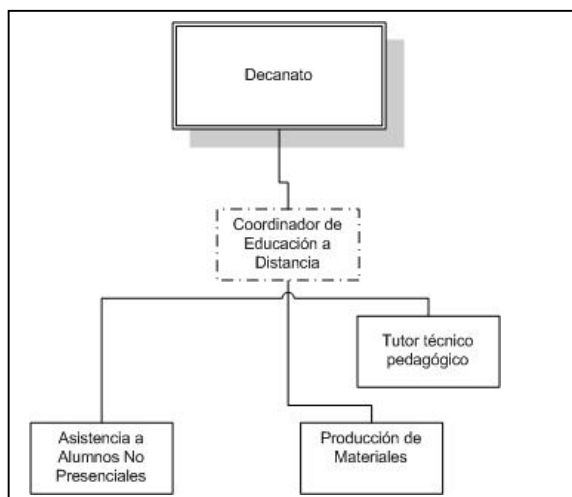 Decanato
Coordinador de
Educación a
Distancia
Tutor técnico
pedagógico
Asistencia a
Alumnos No
Presenciales
Producción de
Materiales